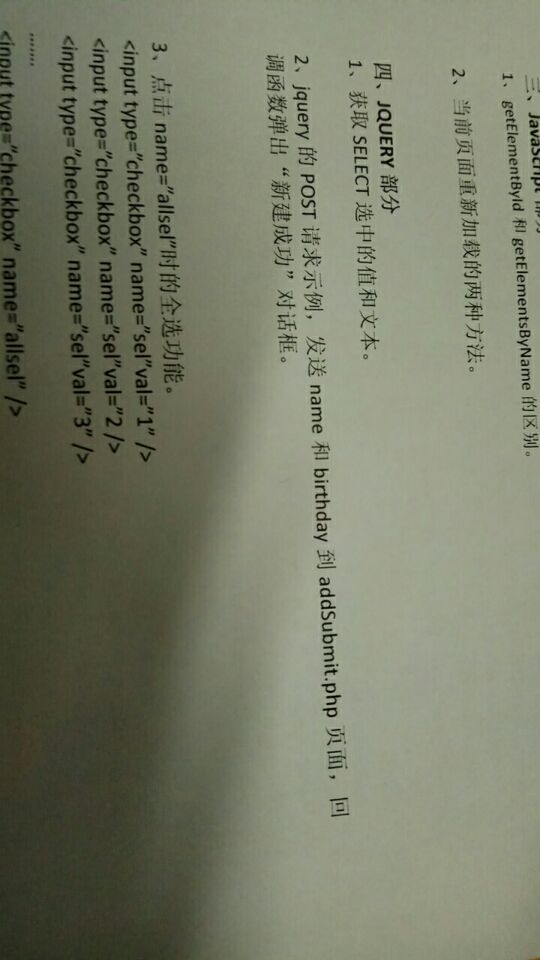 三、JavaScript
1、getElementById 和 getElementsByName 的区别。
2、当前页面重新加载的两种方法。
四、JQUERY 部分
1、获取 SELECT 选中的值和文本。
2、jquery 的 POST 请求示例，发送 name 和 birthday 到 addSubmit.php 页面，回
调函数弹出“新建成功”对话框。
3、点击 name="allsel"时的全选功能。
<input type="checkbox" name="sel"val="1" />
<input type="checkbox" name="sel"val="2 />
<input type="checkbox" name="sel"val="3" />
.......
<input type="checkbox" name="allsel" />